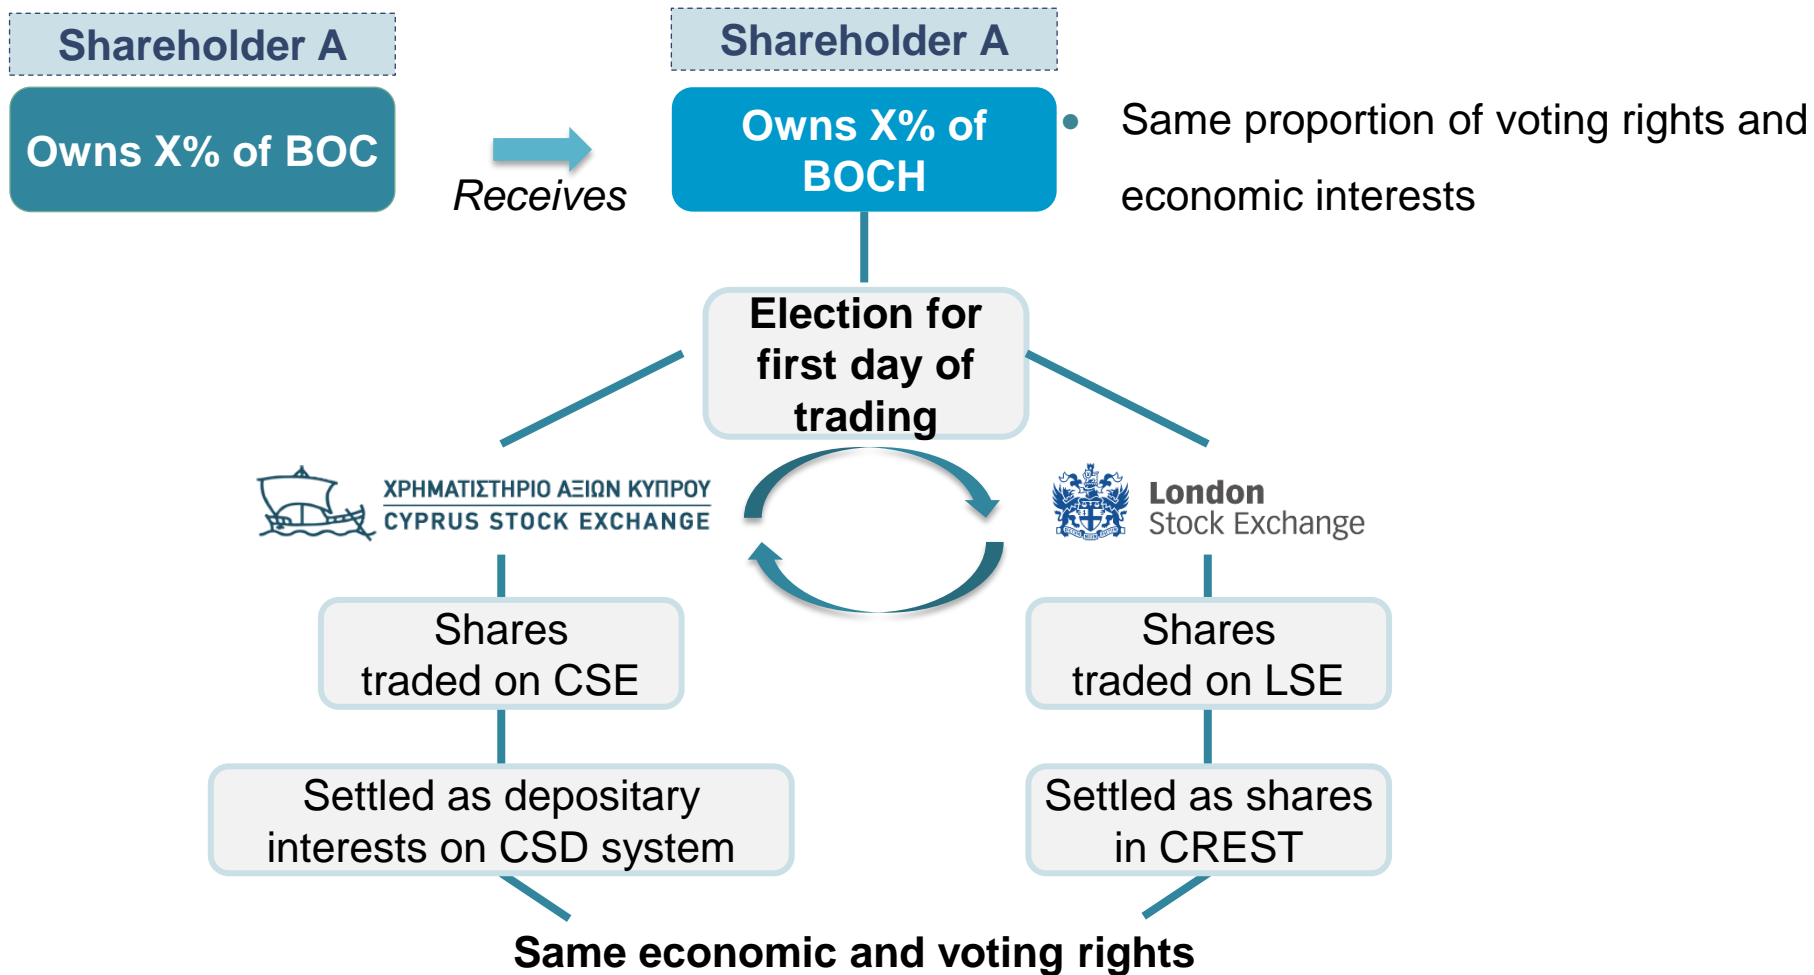 Shareholder A
Owns X% of BOC
Receives
Shareholder A
Owns X% of
BOCH
• Same proportion of voting rights and
economic interests
Election for
first day of
trading
ΧΡΗΜΑΤΙΣΤΗΡΙΟ ΑΞΙΩΝ ΚΥΠΡΟΥ
CYPRUS STOCK EXCHANGE
London
Stock Exchange
Shares
traded on CSE
Shares
traded on LSE
Settled as depositary
interests on CSD system
Settled as shares
in CREST
Same economic and voting rights